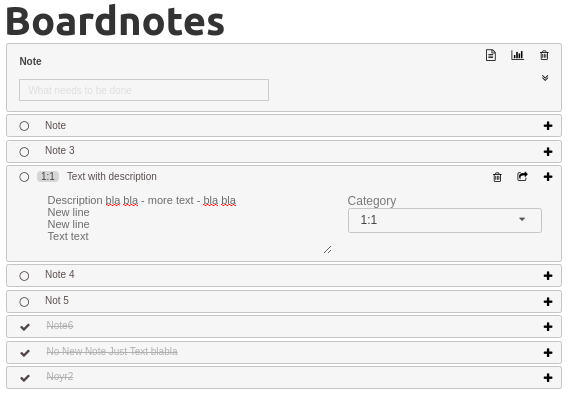 Boardnotes
Note
What needs to be done
Note
Note 3
1:1 Text with description
Description bla bla - more text - bla bla
New line
New line
Text text
Category
1:1
Note 4
Not 5
Note6
No New Note Just Text blabla
Noyr2